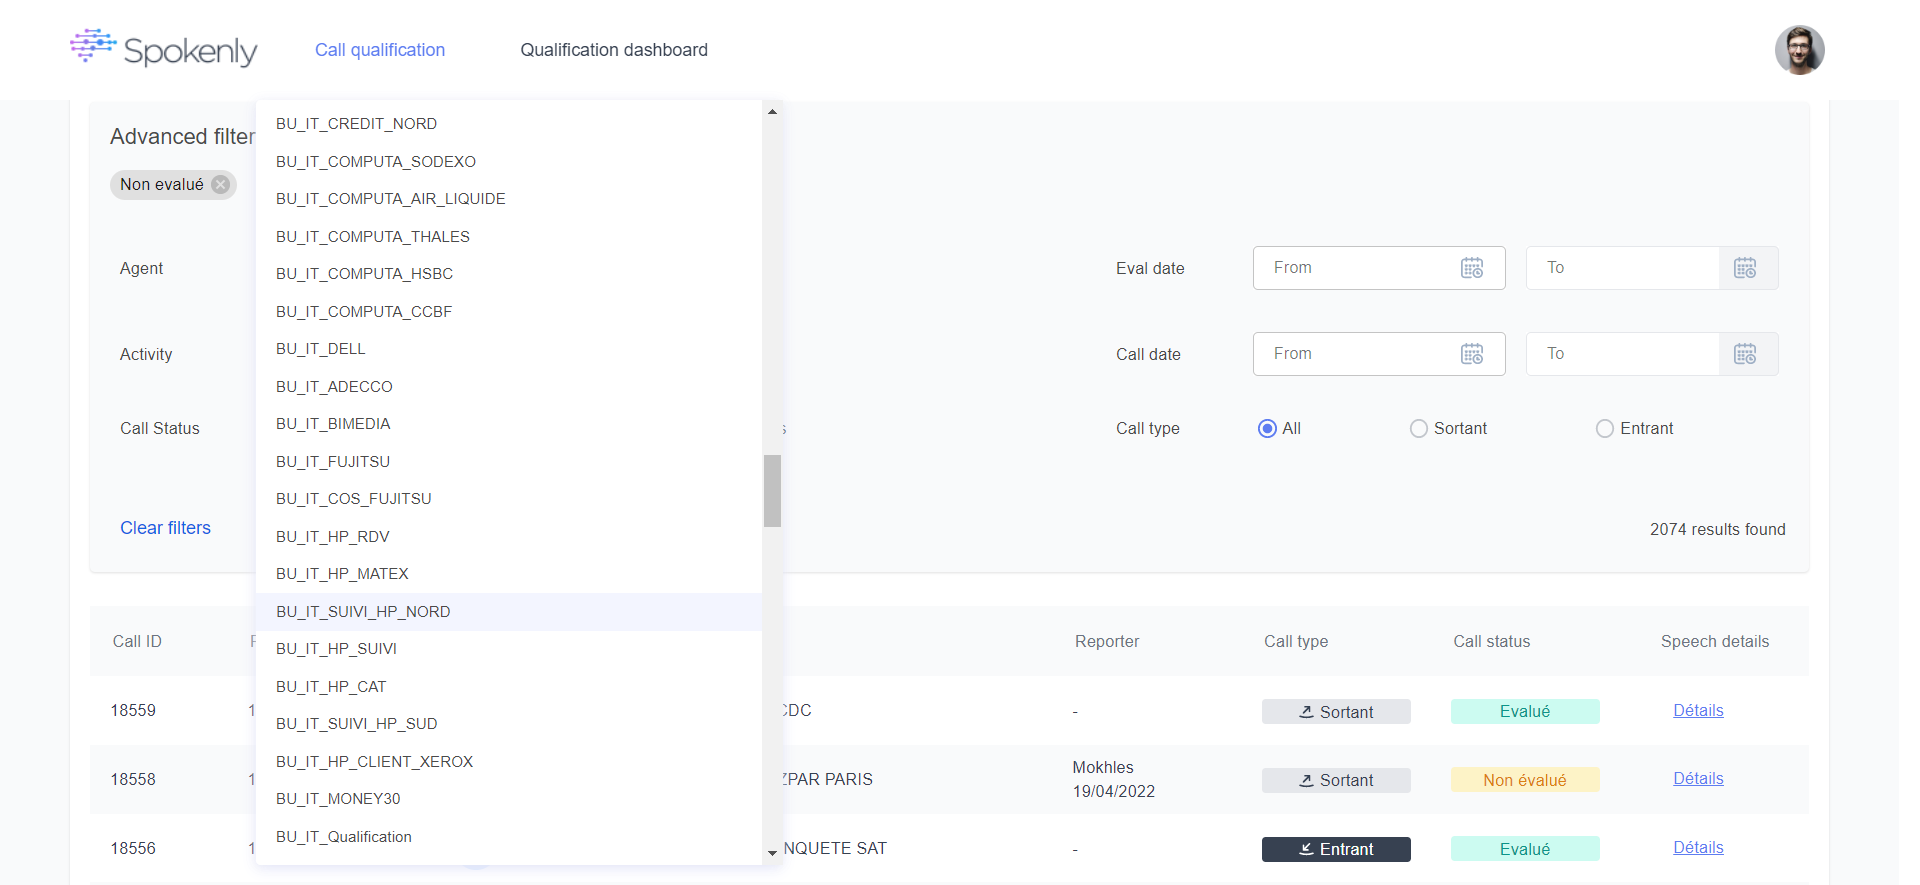 Spokenly
Call qualification
Qualification dashboard
Advanced filter
Non evalué
BU_IT_CREDIT_NORD
BU_IT_COMPUTA_SODEXO
BU_IT_COMPUTA_AIR_LIQUIDE
BU_IT_COMPUTA_THALES
BU_IT_COMPUTA_HSBC
BU_IT_COMPUTA_CCBF
BU_IT_DELL
BU_IT_ADECCO
BU_IT_BIMEDIA
BU_IT_FUJITSU
BU_IT_COS_FUJITSU
BU_IT_HP_RDV
BU_IT_HP_MATEX
BU_IT_SUIVI_HP_NORD
BU_IT_HP_SUIVI
BU_IT_HP_CAT
BU_IT_SUIVI_HP_SUD
BU_IT_HP_CLIENT_XEROX
BU_IT_MONEY30
BU_IT_Qualification
Agent
Eval date From To
Activity
Call date From To
Call Status
Call type All Sortant Entrant
Clear filters
2074 results found
Call ID Reporter Call type Call status Speech details
18559 CDC - Sortant Evalué Détails
18558 ZPAR PARIS Mokhles Sortant Non évalué Détails
19/04/2022
18556 NQUETE SAT - Entrant Evalué Détails